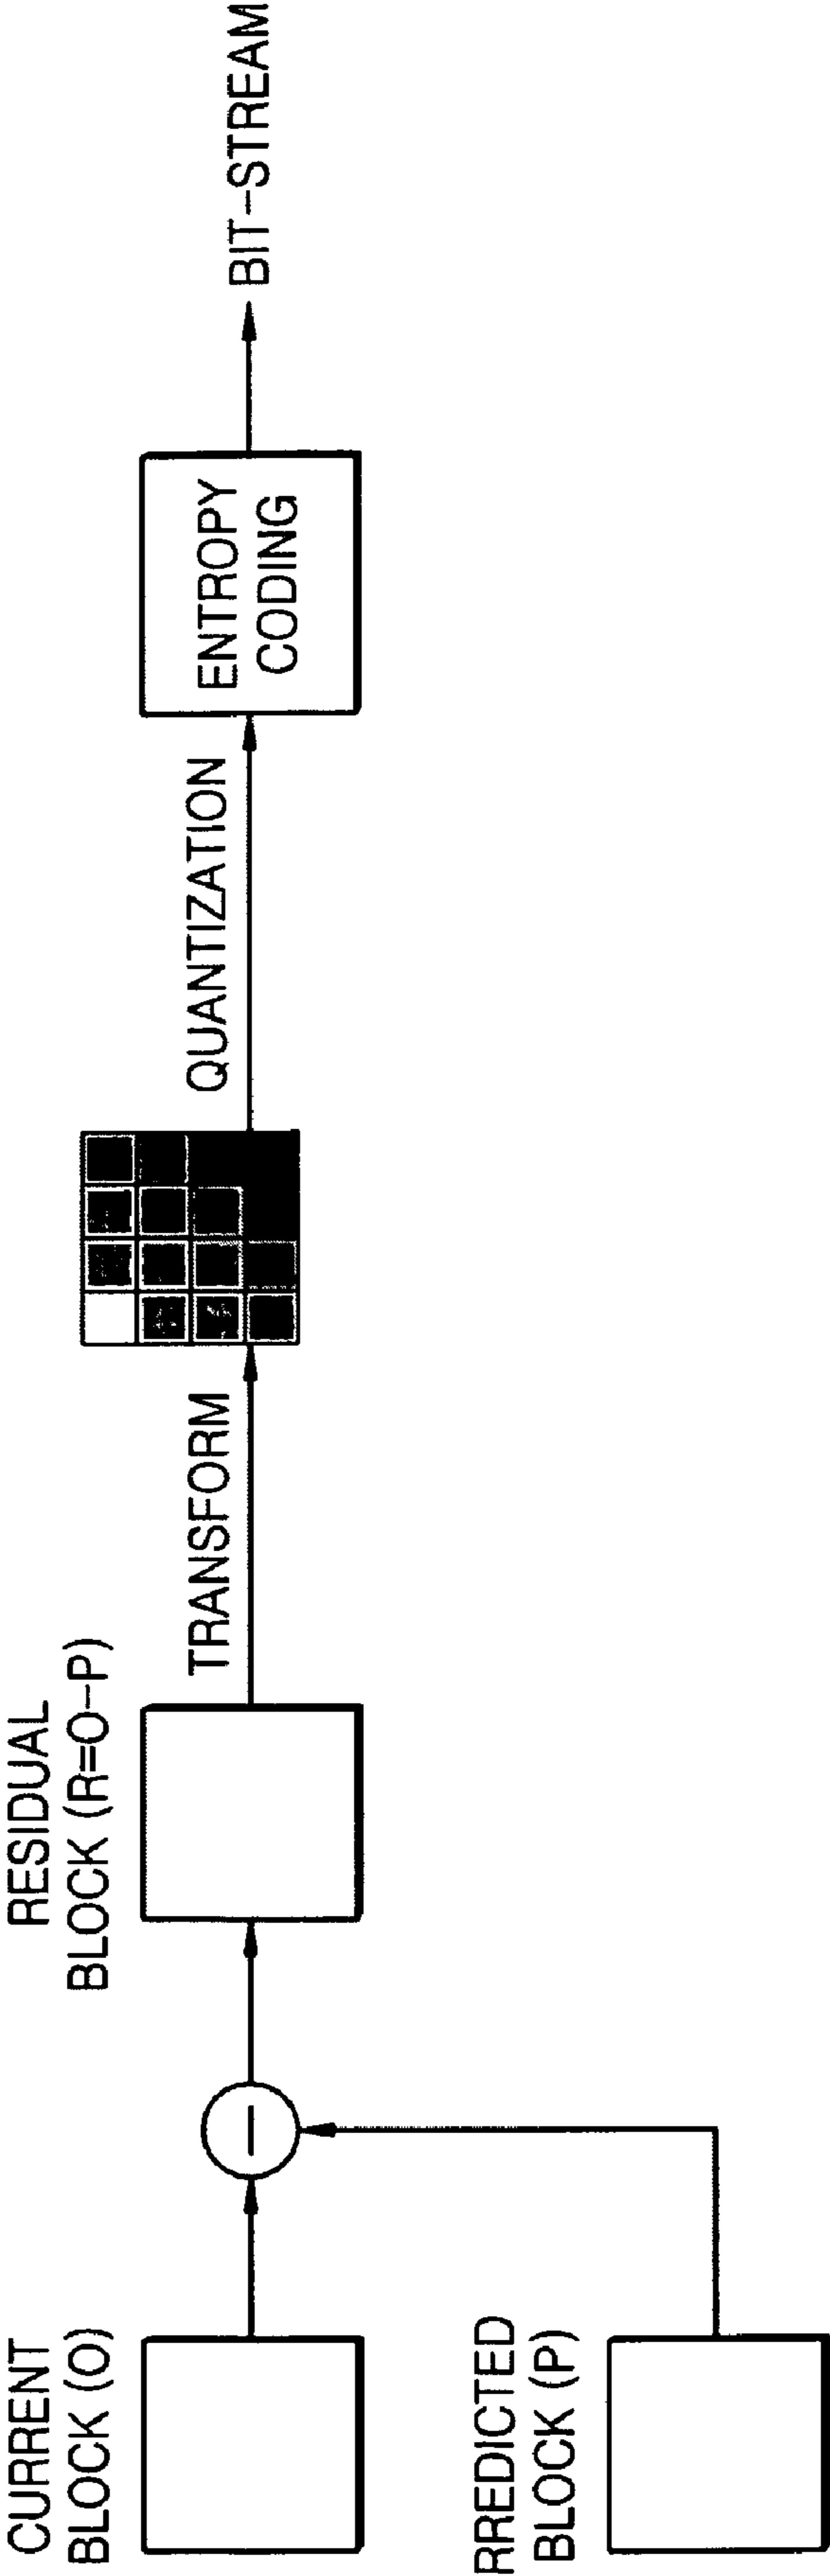 CURRENT
BLOCK (O)
RREDICTED
BLOCK (P)
RESIDUAL
BLOCK (R=O-P)
TRANSFORM
QUANTIZATION
ENTROPY
CODING
BIT-STREAM